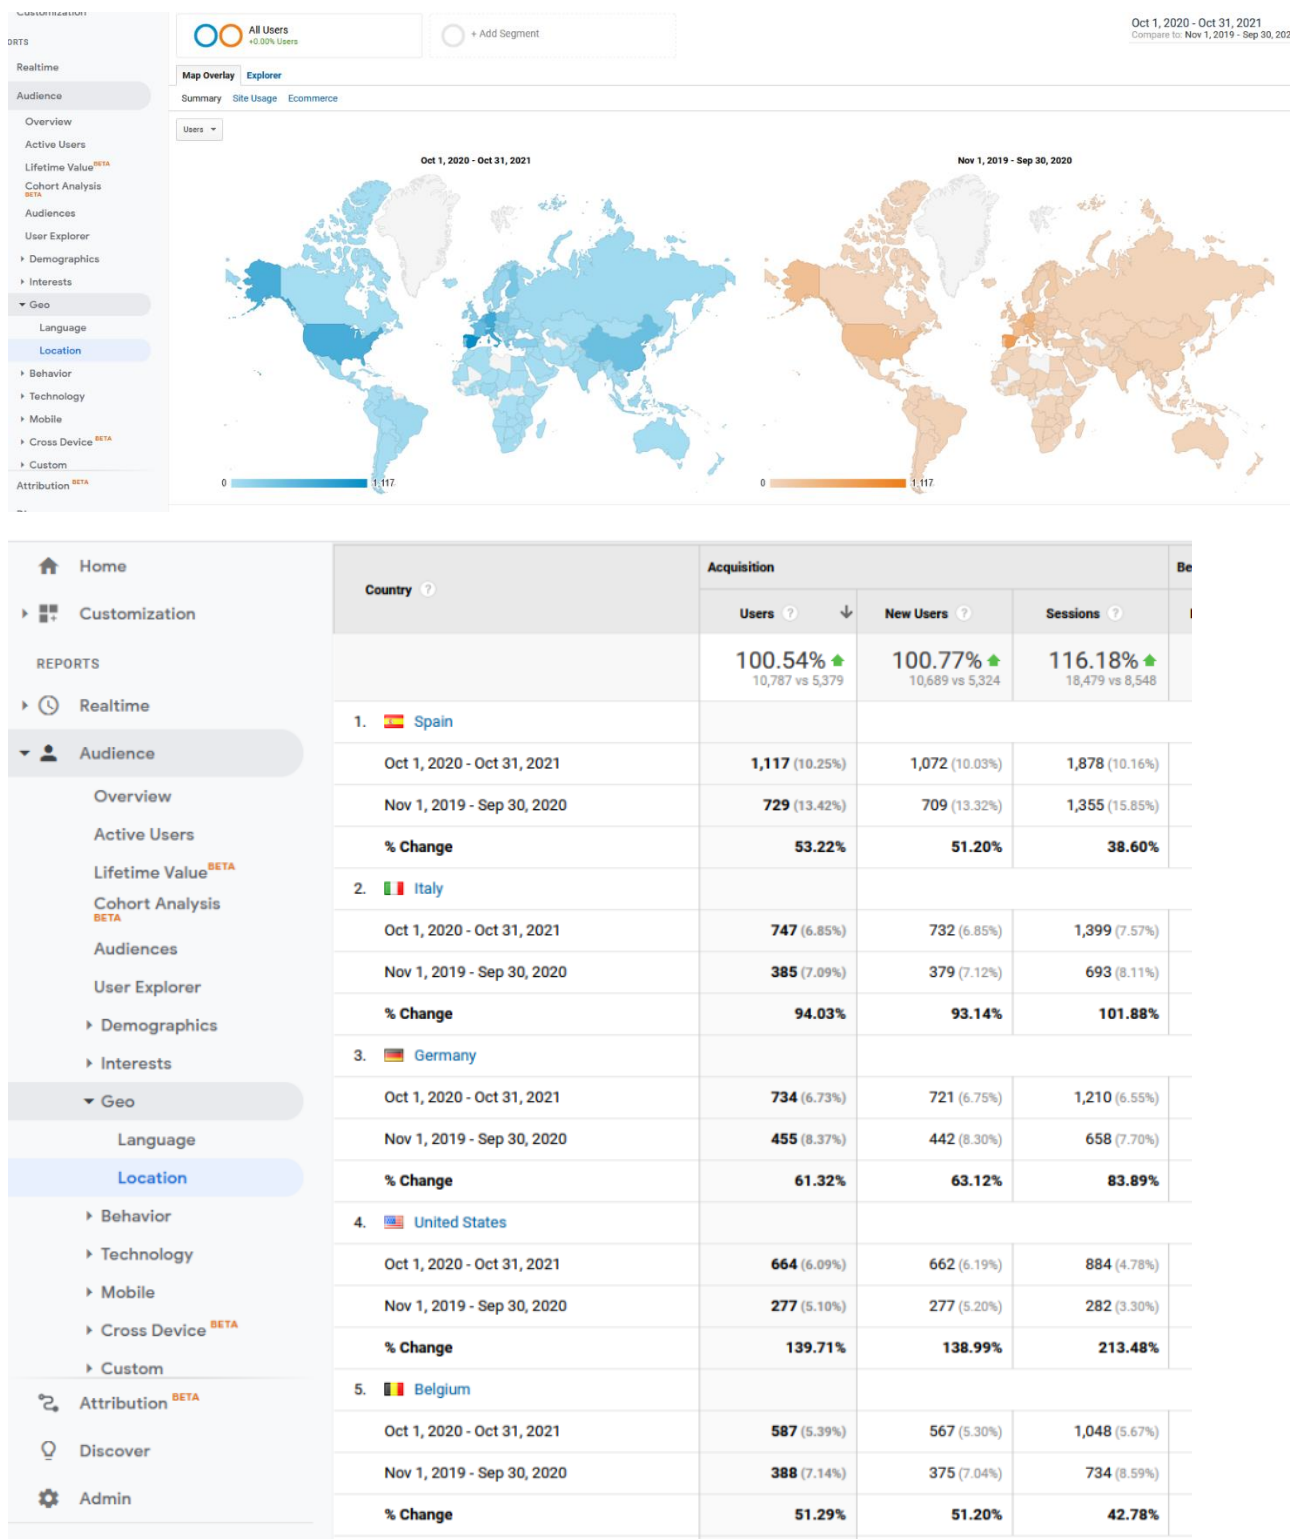 Customization
ORTS
Realtime
Audience
Overview
Active Users
Lifetime Value BETA
Cohort Analysis
BETA
Audiences
User Explorer
Demographics
Interests
Geo
Language
Location
Behavior
Technology
Mobile
Cross Device BETA
Custom
Attribution BETA
All Users
+0.00% Users
+ Add Segment
Oct 1, 2020 - Oct 31, 2021
Compare to: Nov 1, 2019 - Sep 30, 202
Map Overlay Explorer
Summary Site Usage Ecommerce
Users
Oct 1, 2020 - Oct 31, 2021
Nov 1, 2019 - Sep 30, 2020
0 1,117
0 1,117
Home
Customization
REPORTS
Realtime
Audience
Overview
Active Users
Lifetime Value BETA
Cohort Analysis
BETA
Audiences
User Explorer
Demographics
Interests
Geo
Language
Location
Behavior
Technology
Mobile
Cross Device BETA
Custom
Attribution BETA
Discover
Admin
Country ? Acquisition Be
Users ? New Users ? Sessions ?
100.54% 100.77% 116.18%
10,787 vs 5,379 10,689 vs 5,324 18,479 vs 8,548
1. Spain
Oct 1, 2020 - Oct 31, 2021 1,117 (10.25%) 1,072 (10.03%) 1,878 (10.16%)
Nov 1, 2019 - Sep 30, 2020 729 (13.42%) 709 (13.32%) 1,355 (15.85%)
% Change 53.22% 51.20% 38.60%
2. Italy
Oct 1, 2020 - Oct 31, 2021 747 (6.85%) 732 (6.85%) 1,399 (7.57%)
Nov 1, 2019 - Sep 30, 2020 385 (7.09%) 379 (7.12%) 693 (8.11%)
% Change 94.03% 93.14% 101.88%
3. Germany
Oct 1, 2020 - Oct 31, 2021 734 (6.73%) 721 (6.75%) 1,210 (6.55%)
Nov 1, 2019 - Sep 30, 2020 455 (8.37%) 442 (8.30%) 658 (7.70%)
% Change 61.32% 63.12% 83.89%
4. United States
Oct 1, 2020 - Oct 31, 2021 664 (6.09%) 662 (6.19%) 884 (4.78%)
Nov 1, 2019 - Sep 30, 2020 277 (5.10%) 277 (5.20%) 282 (3.30%)
% Change 139.71% 138.99% 213.48%
5. Belgium
Oct 1, 2020 - Oct 31, 2021 587 (5.39%) 567 (5.30%) 1,048 (5.67%)
Nov 1, 2019 - Sep 30, 2020 388 (7.14%) 375 (7.04%) 734 (8.59%)
% Change 51.29% 51.20% 42.78%